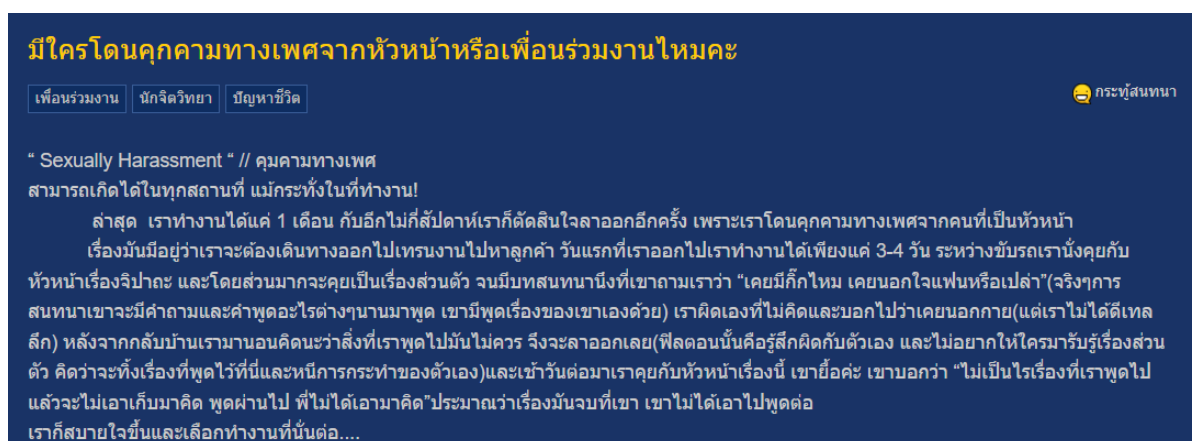 มีใครโดนคุกคามทางเพศจากหัวหน้าหรือเพื่อนร่วมงานไหมคะ
เพื่อนร่วมงาน นักจิตวิทยา ปัญหาชีวิต
กระทู้สนทนา
“ Sexually Harassment “ // คุมคามทางเพศ
สามารถเกิดได้ในทุกสถานที่ แม้กระทั่งในที่ทำงาน!
ล่าสุด เราทำงานได้แค่ 1 เดือน กับอีกไม่กี่สัปดาห์เราก็ตัดสินใจลาออกอีกครั้ง เพราะเราโดนคุกคามทางเพศจากคนที่เป็นหัวหน้า
เรื่องมันมีอยู่ว่าเราจะต้องเดินทางออกไปเทรนงานไปหาลูกค้า วันแรกที่เราออกไปเราทำงานได้เพียงแค่ 3-4 วัน ระหว่างขับรถเรานั่งคุยกับ
หัวหน้าเรื่องจิปาถะ และโดยส่วนมากจะคุยเป็นเรื่องส่วนตัว จนมีบทสนทนานึงที่เขาถามเราว่า “เคยมีกิ๊กไหม เคยนอกใจแฟนหรือเปล่า”(จริงๆการ
สนทนาเขาจะมีคำถามและคำพูดอะไรต่างๆนานมาพูด เขามีพูดเรื่องของเขาเองด้วย) เราผิดเองที่ไม่คิดและบอกไปว่าเคยนอกกาย(แต่เราไม่ได้ดีเทล
ลึก) หลังจากกลับบ้านเรามานอนคิดนะว่าสิ่งที่เราพูดไปมันไม่ควร จึงจะลาออกเลย(ฟีลตอนนั้นคือรู้สึกผิดกับตัวเอง และไม่อยากให้ใครมารับรู้เรื่องส่วน
ตัว คิดว่าจะทิ้งเรื่องที่พูดไว้ที่นี่และหนีการกระทำของตัวเอง)และเช้าวันต่อมาเราคุยกับหัวหน้าเรื่องนี้ เขายื้อค่ะ เขาบอกว่า “ไม่เป็นไรเรื่องที่เราพูดไป
แล้วจะไม่เอาเก็บมาคิด พูดผ่านไป พี่ไม่ได้เอามาคิด”ประมาณว่าเรื่องมันจบที่เขา เขาไม่ได้เอาไปพูดต่อ
เราก็สบายใจขึ้นและเลือกทำงานที่นั่นต่อ....